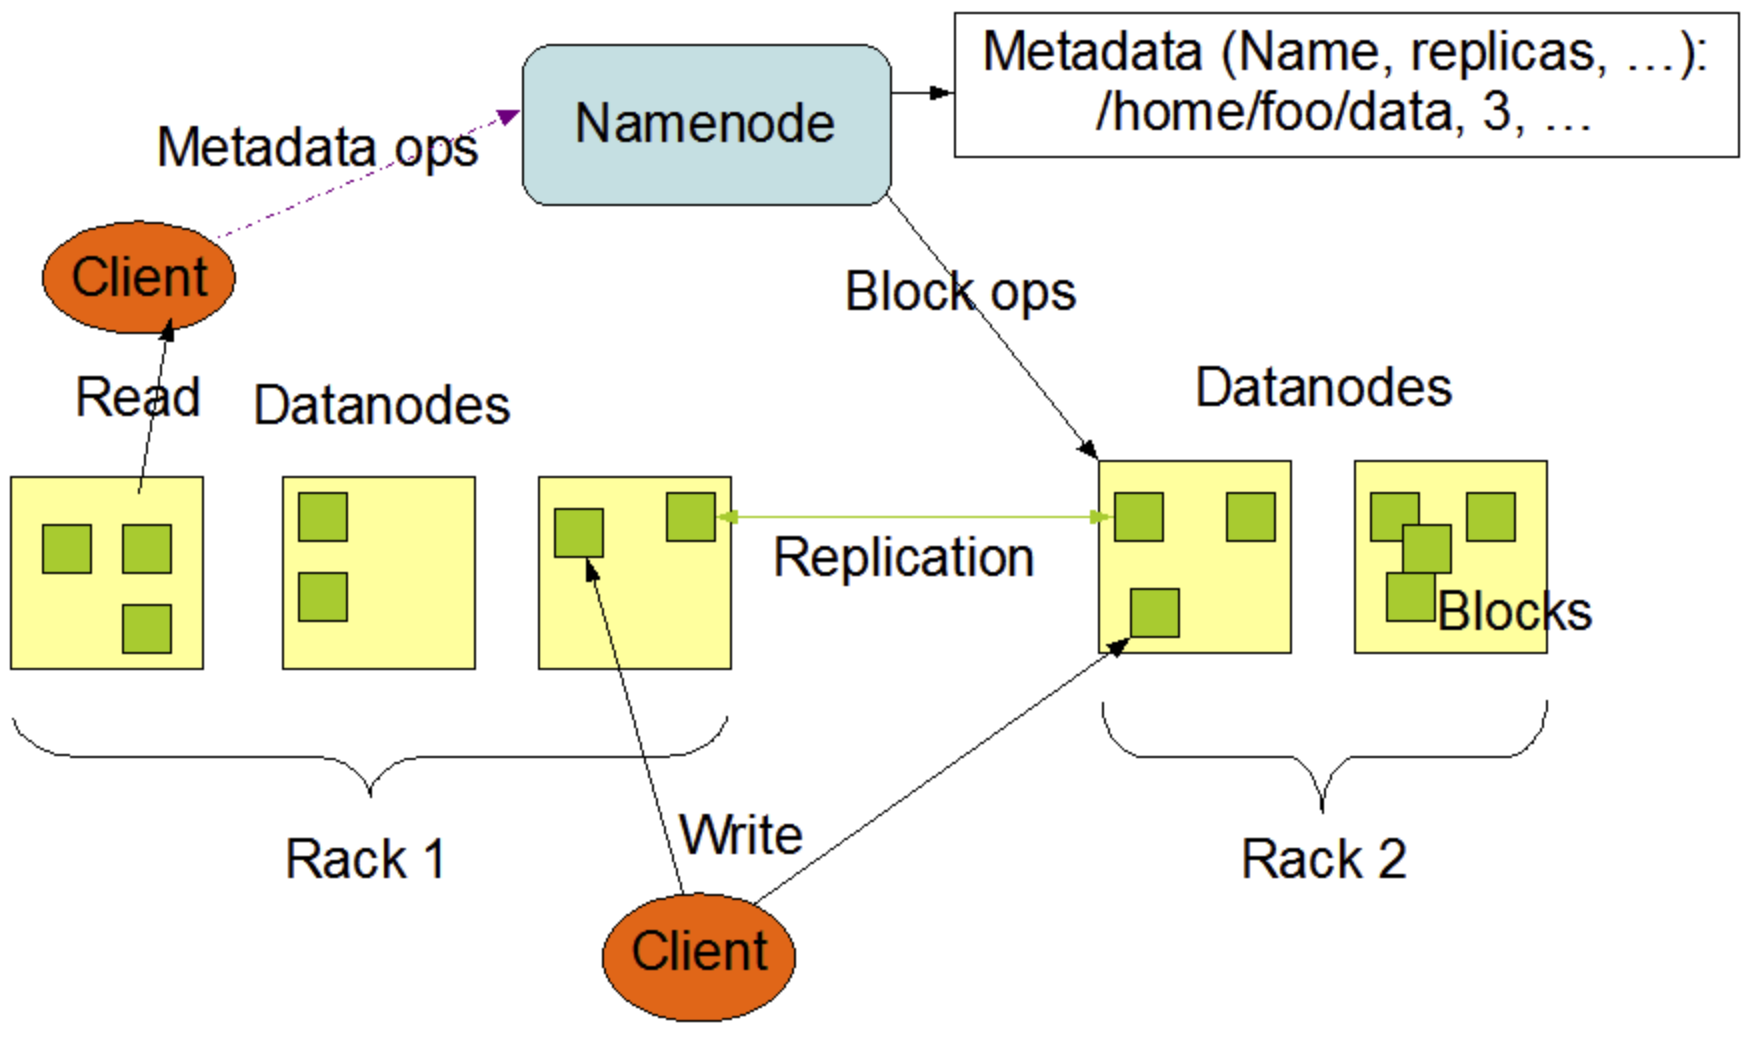 Metadata (Name, replicas, …):
/home/foo/data, 3, …
Namenode
Metadata ops
Client
Block ops
Read
Datanodes
Datanodes
Replication
Blocks
Rack 1
Write
Rack 2
Client